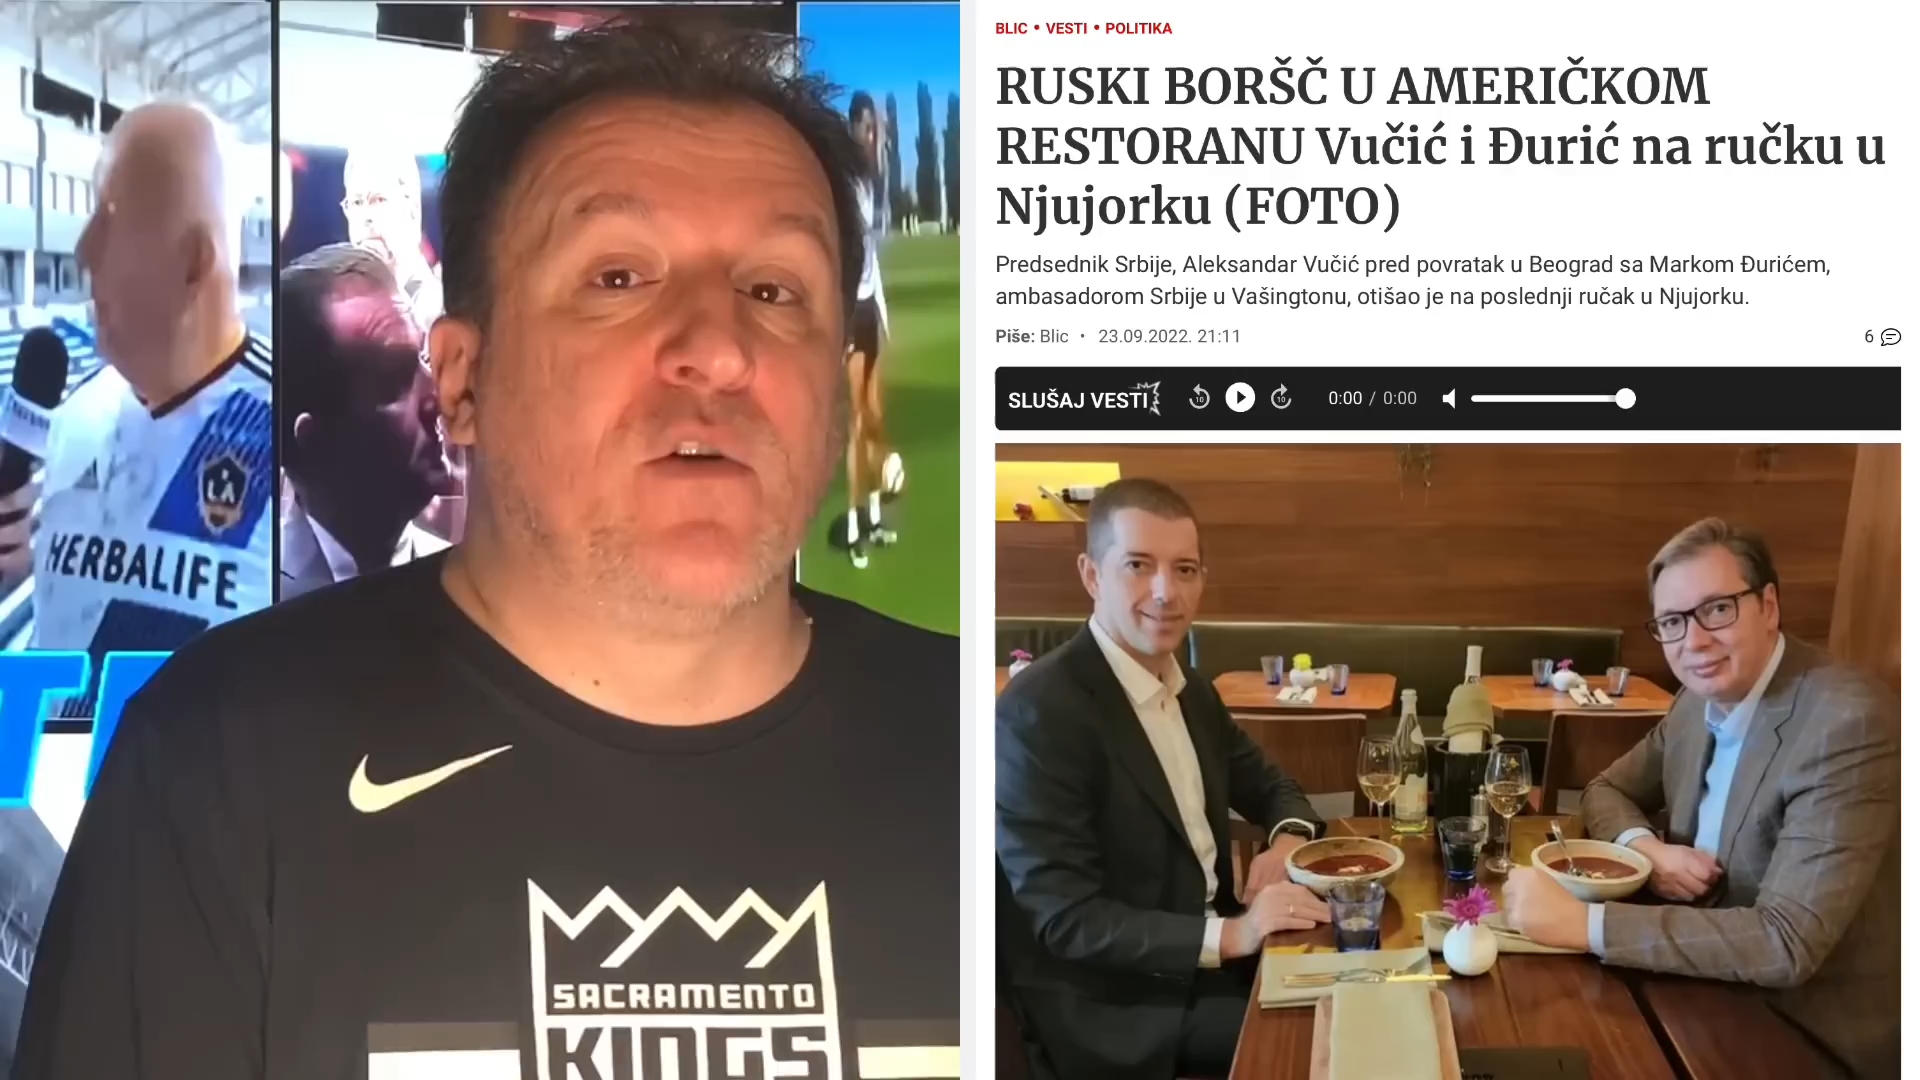 LA
HERBALIFE
SACRAMENTO
KINGS
BLIC • VESTI • POLITIKA
RUSKI BORŠČ U AMERIČKOM
RESTORANU Vučić i Đurić na ručku u
Njujorku (FOTO)
Predsednik Srbije, Aleksandar Vučić pred povratak u Beograd sa Markom Đurićem,
ambasadorom Srbije u Vašingtonu, otišao je na poslednji ručak u Njujorku.
Piše: Blic • 23.09.2022. 21:11
6
SLUŠAJ VESTI
10
10
0:00 / 0:00